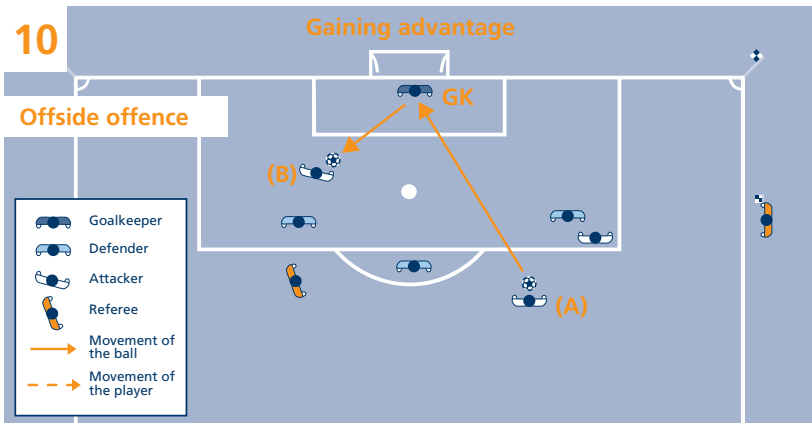 10
Gaining advantage
GK
Offside offence
(B)
(A)
Goalkeeper
Defender
Attacker
Referee
Movement of
the ball
Movement of
the player